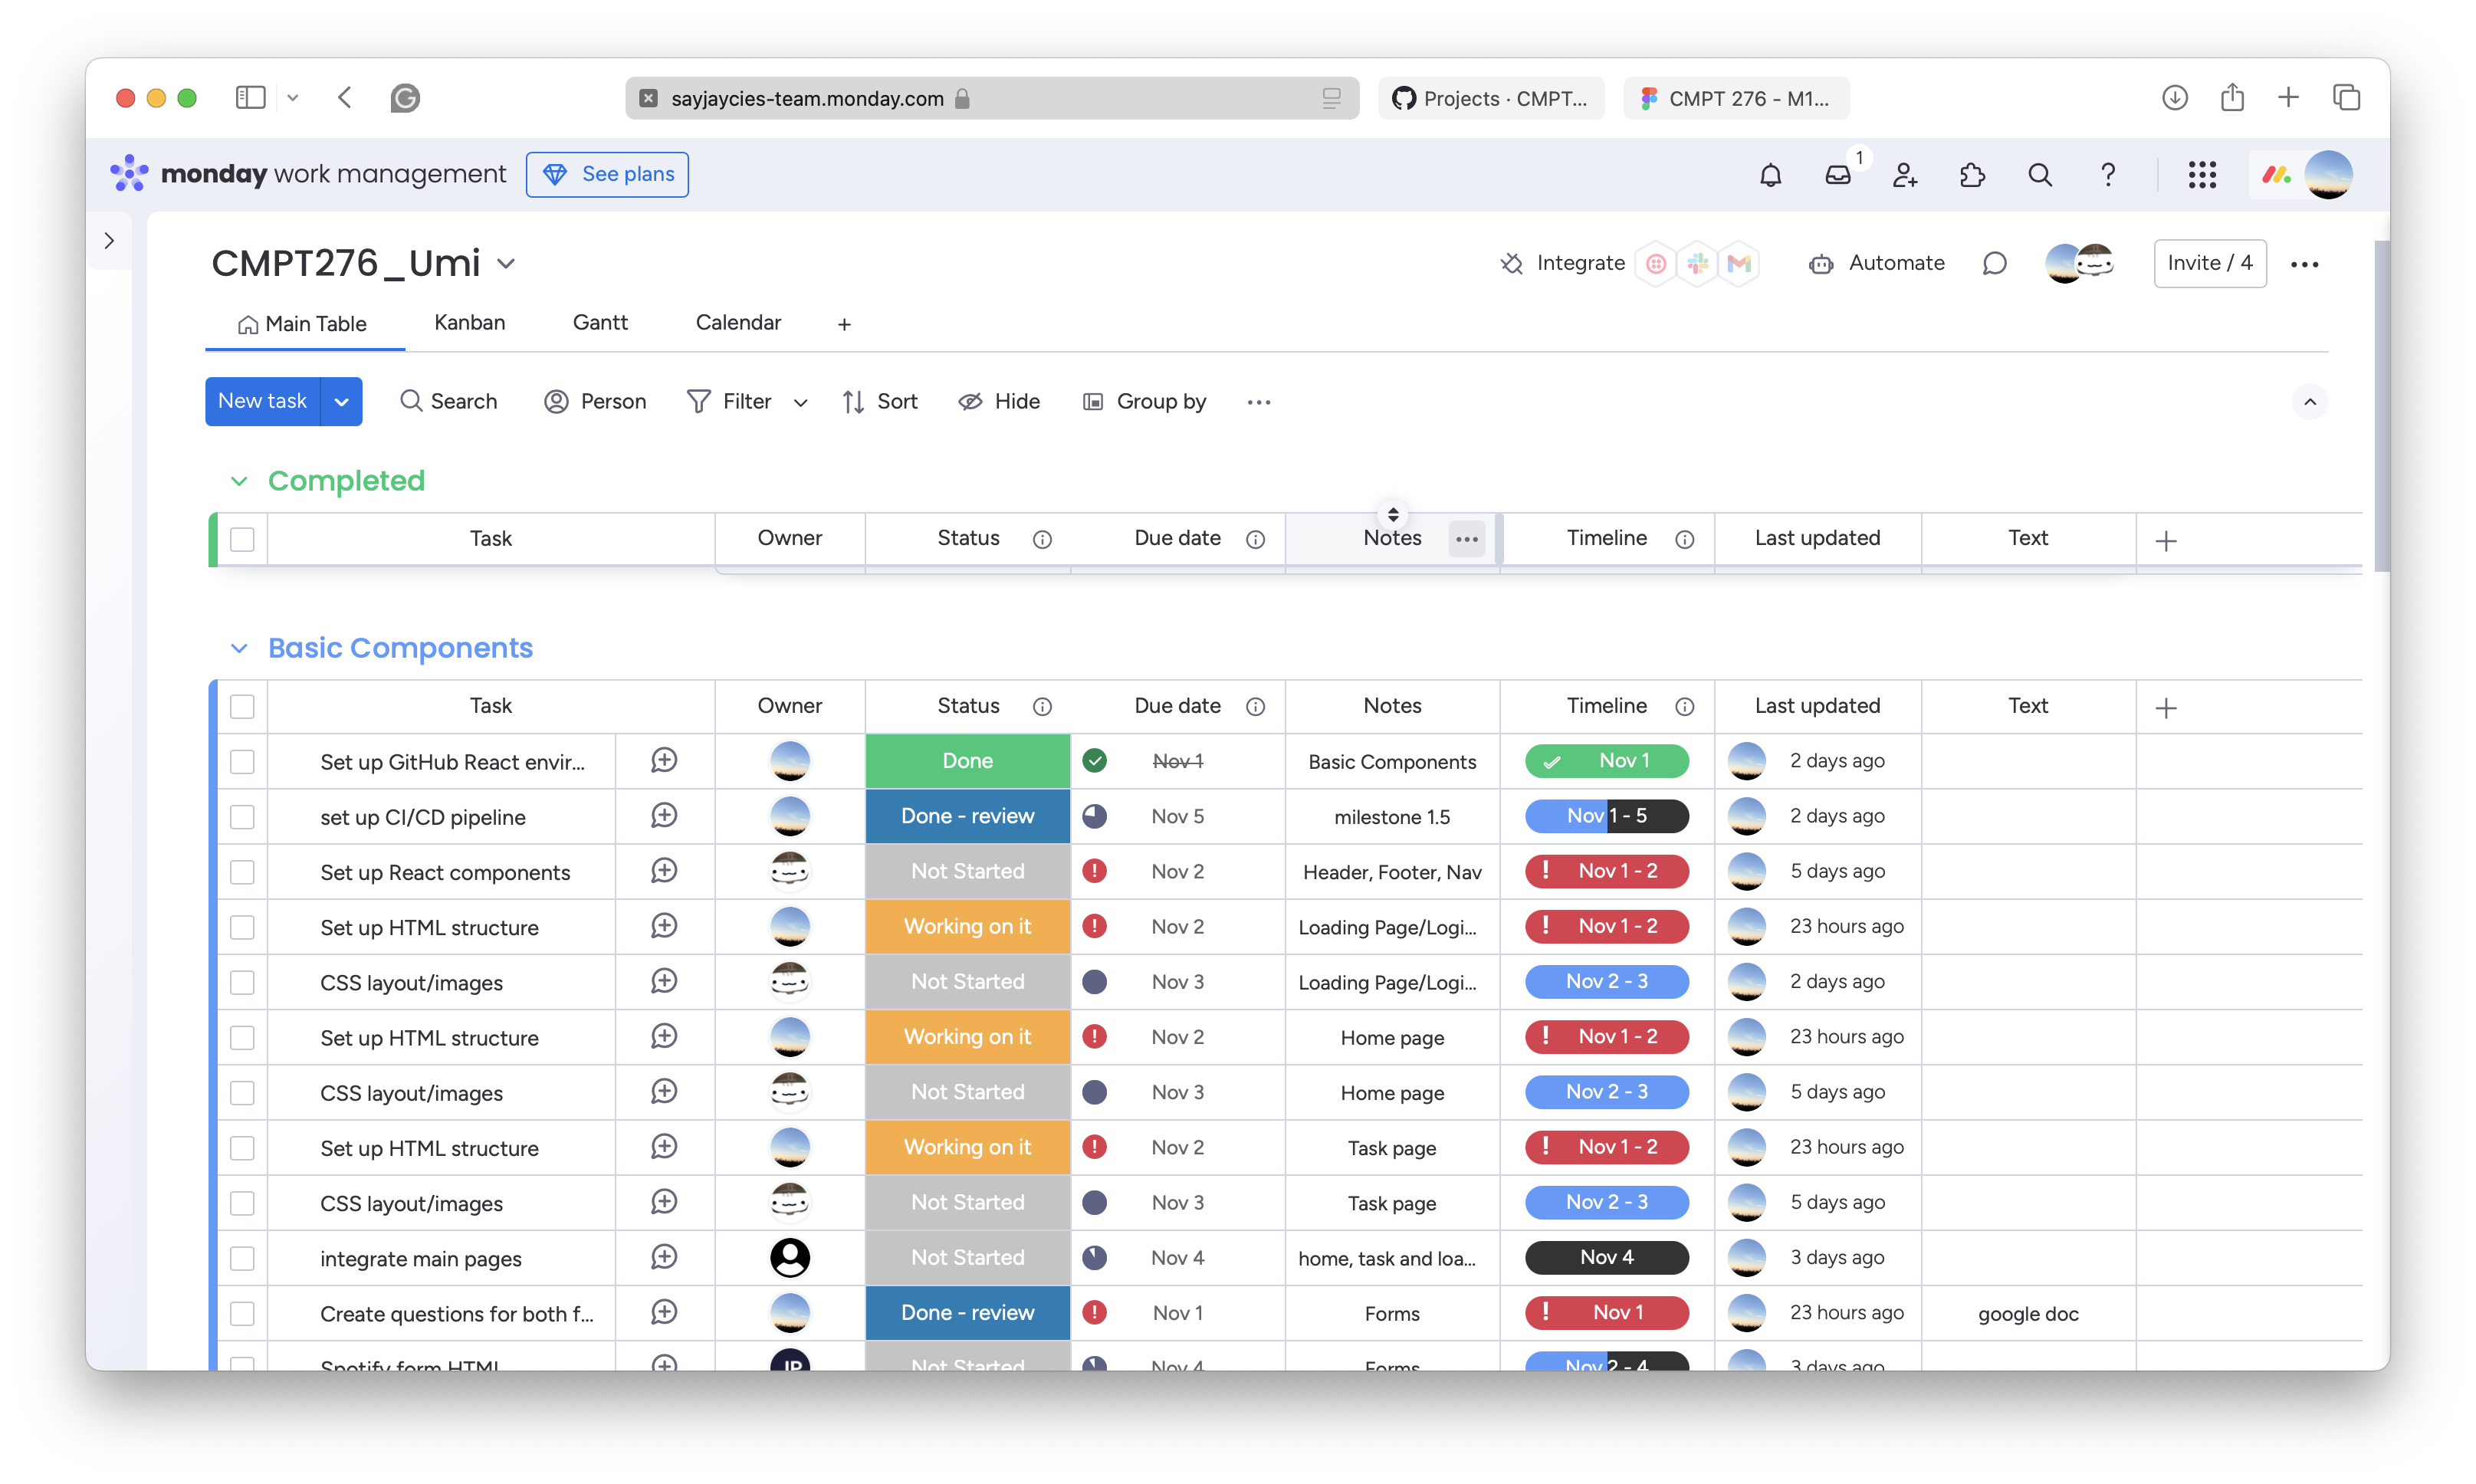 sayjaycies-team.monday.com
Projects · CMPT...
CMPT 276 - M1...
monday work management
See plans
1
CMPT276_Umi
Integrate
Automate
Invite / 4
Main Table
Kanban
Gantt
Calendar
New task
Search
Person
Filter
Sort
Hide
Group by
Completed
Task Owner Status Due date Notes Timeline Last updated Text
Basic Components
Task Owner Status Due date Notes Timeline Last updated Text
Set up GitHub React envir... Done Nov 1 Basic Components Nov 1 2 days ago
set up CI/CD pipeline Done - review Nov 5 milestone 1.5 Nov 1 - 5 2 days ago
Set up React components Not Started Nov 2 Header, Footer, Nav Nov 1 - 2 5 days ago
Set up HTML structure Working on it Nov 2 Loading Page/Logi... Nov 1 - 2 23 hours ago
CSS layout/images Not Started Nov 3 Loading Page/Logi... Nov 2 - 3 2 days ago
Set up HTML structure Working on it Nov 2 Home page Nov 1 - 2 23 hours ago
CSS layout/images Not Started Nov 3 Home page Nov 2 - 3 5 days ago
Set up HTML structure Working on it Nov 2 Task page Nov 1 - 2 23 hours ago
CSS layout/images Not Started Nov 3 Task page Nov 2 - 3 5 days ago
integrate main pages Not Started Nov 4 home, task and loa... Nov 4 3 days ago
Create questions for both f... Done - review Nov 1 Forms Nov 1 23 hours ago google doc
Spotify form HTML JP Not Started Nov 4 Forms Nov 2 - 4 3 days ago